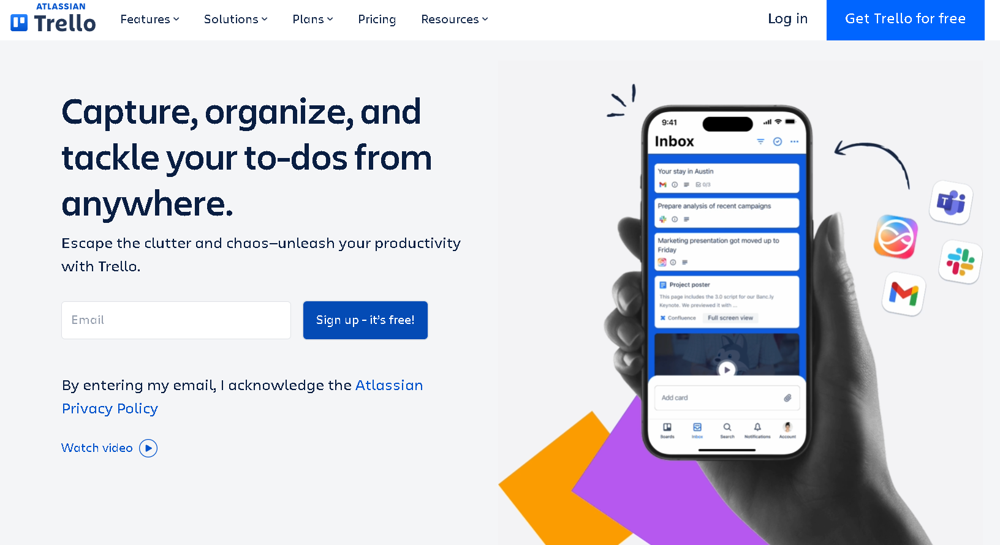 ATLASSIAN
Trello
Features
Solutions
Plans
Pricing
Resources
Log in
Get Trello for free
Capture, organize, and
tackle your to-dos from
anywhere.
Escape the clutter and chaos—unleash your productivity
with Trello.
Email
Sign up - it's free!
By entering my email, I acknowledge the Atlassian
Privacy Policy
Watch video
9:41
Inbox
Your stay in Austin
0/3
Prepare analysis of recent campaigns
Marketing presentation got moved up to
Friday
Project poster
This page includes the 3.0 script for our Banc.ly
Keynote. We previewed it with ...
Confluence
Full screen view
Add card
Boards
Inbox
Search
Notifications
Account
T